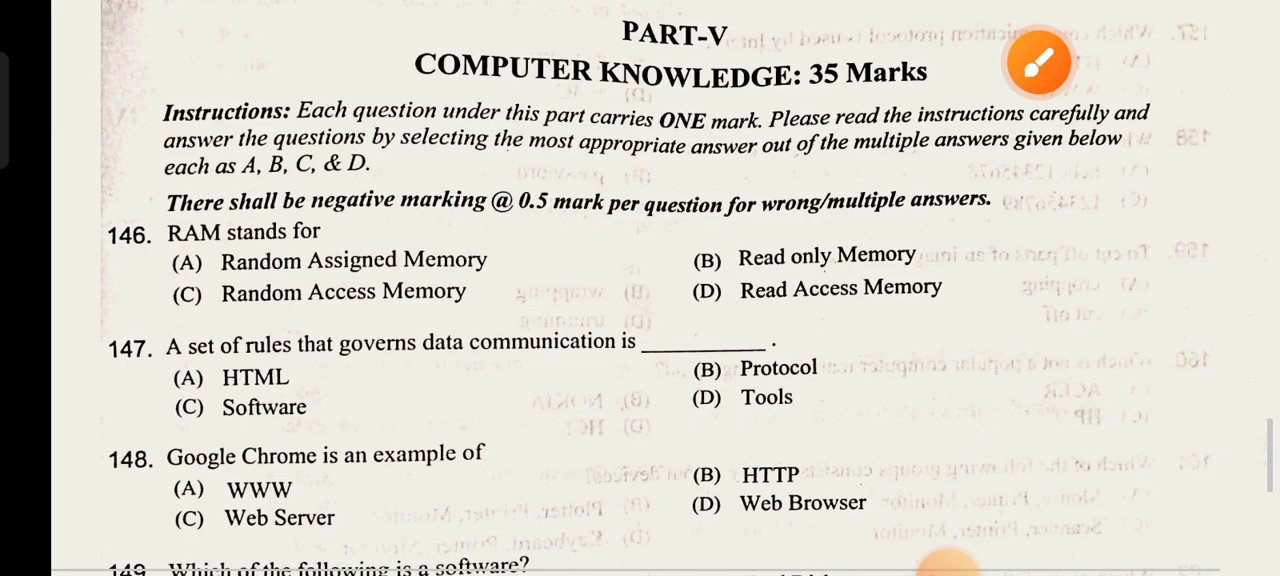 PART-V
COMPUTER KNOWLEDGE: 35 Marks
Instructions: Each question under this part carries ONE mark. Please read the instructions carefully and
answer the questions by selecting the most appropriate answer out of the multiple answers given below
each as A, B, C, & D.
There shall be negative marking @ 0.5 mark per question for wrong/multiple answers.
146. RAM stands for
(A) Random Assigned Memory
(B) Read only Memory
(C) Random Access Memory
(D) Read Access Memory
147. A set of rules that governs data communication is __________ .
(A) HTML
(B) Protocol
(C) Software
(D) Tools
148. Google Chrome is an example of
(A) WWW
(B) HTTP
(C) Web Server
(D) Web Browser
149 Which of the following is a software?